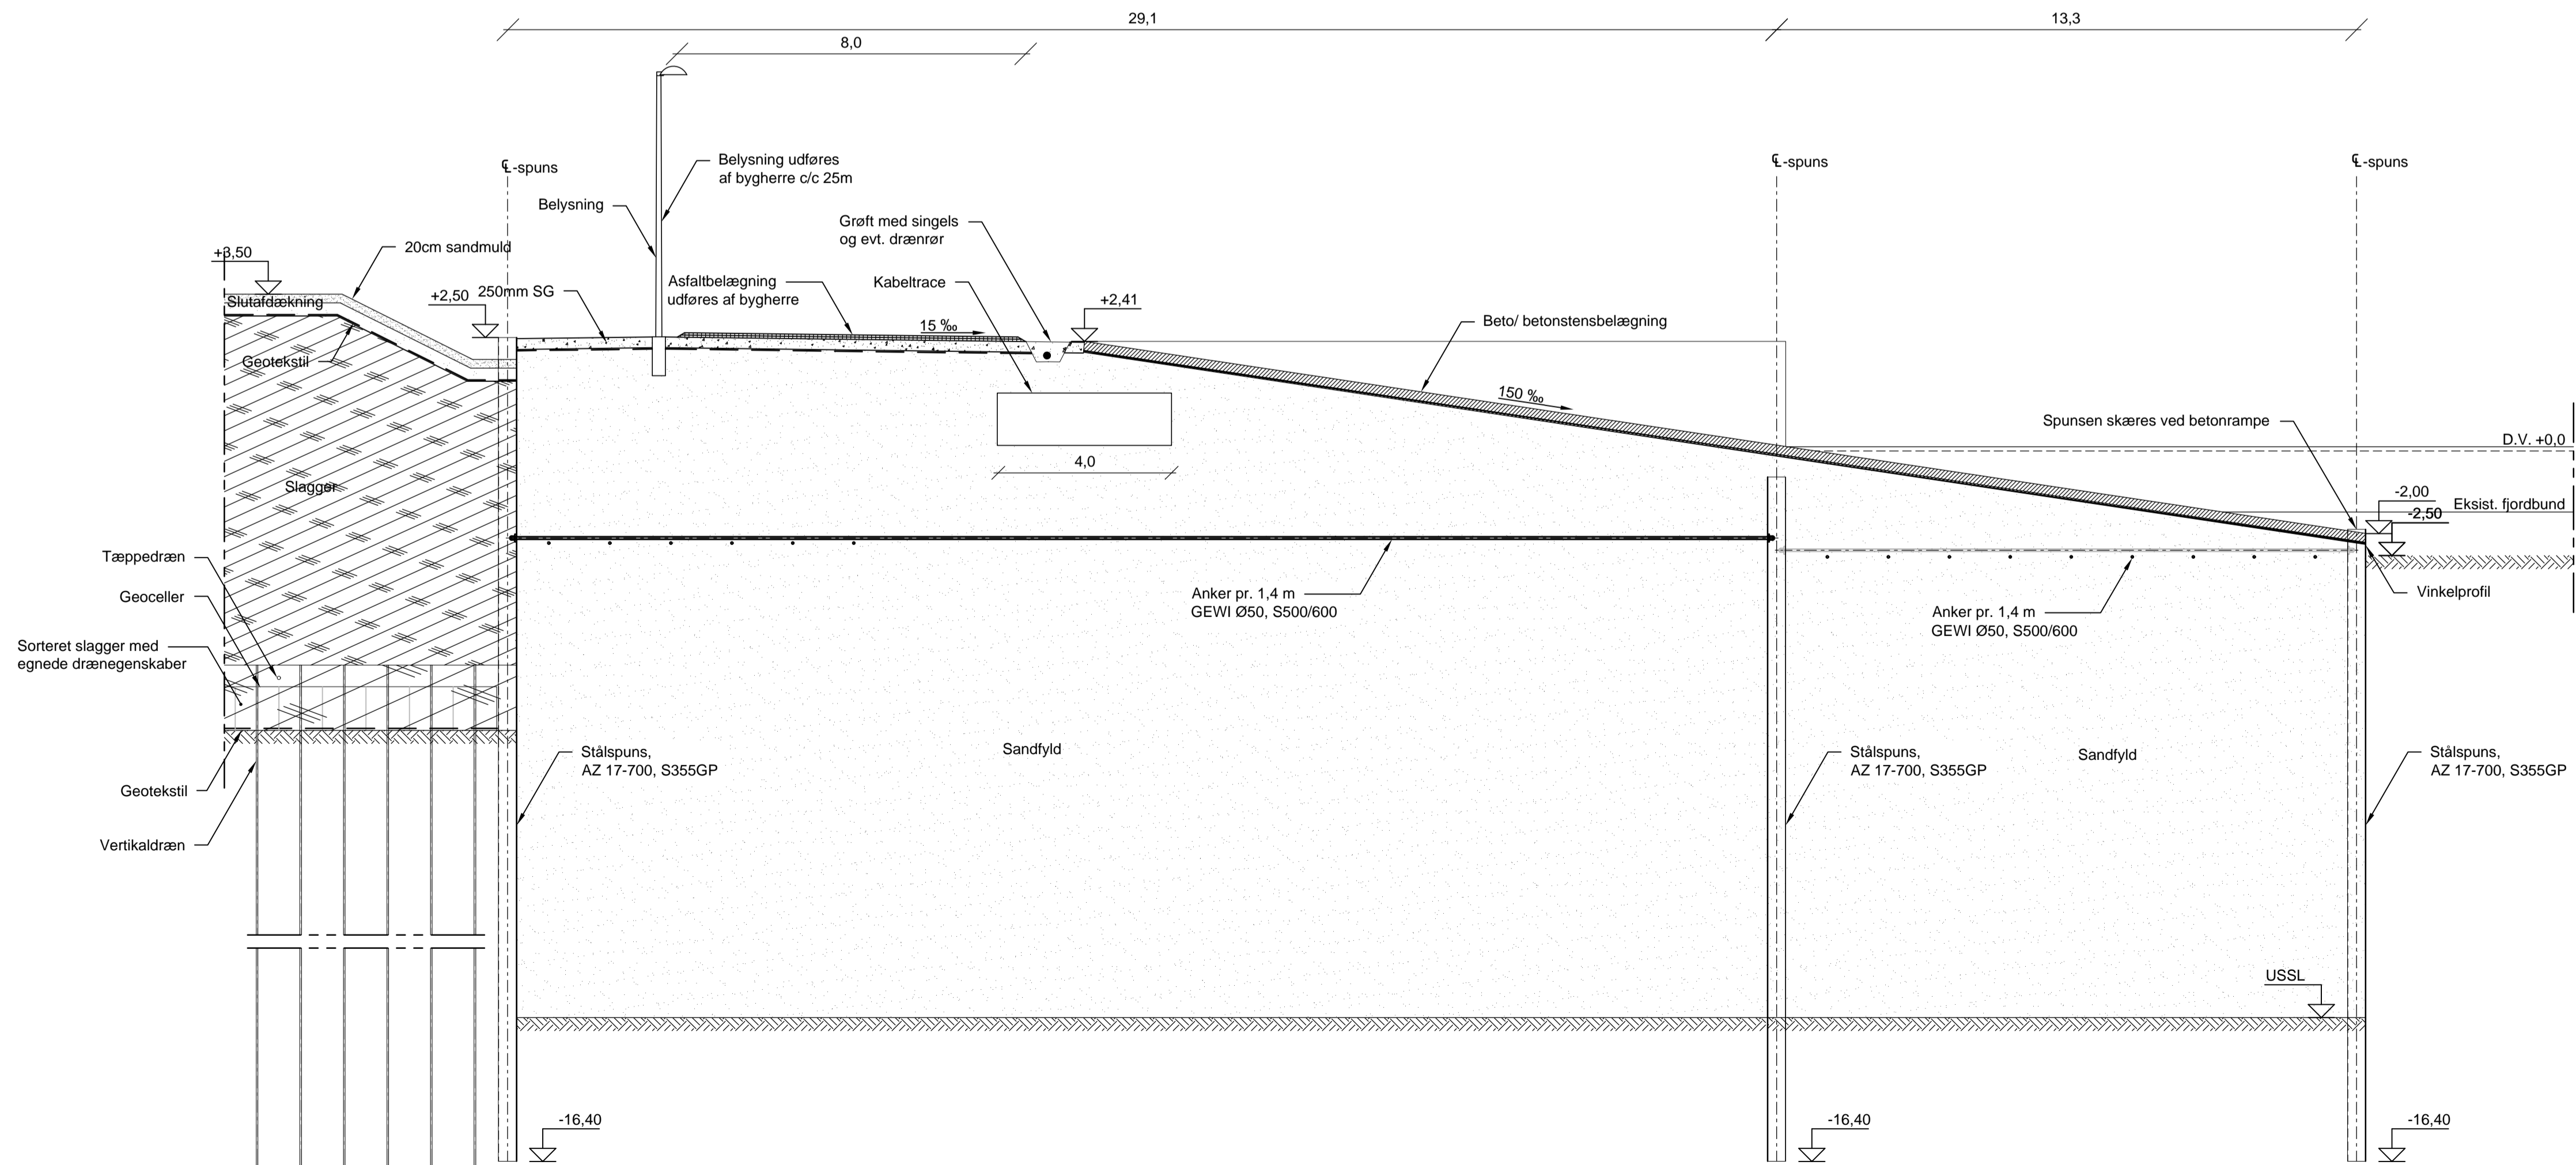 29,1
13,3
8,0
℄-spuns
℄-spuns
℄-spuns
Belysning udføres
af bygherre c/c 25m
Belysning
Grøft med singels
og evt. drænrør
20cm sandmuld
+3,50
Asfaltbelægning
udføres af bygherre
Kabeltrace
250mm SG
+2,50
Slutafdækning
+2,41
15 ‰
Beto/ betonstensbelægning
Geotekstil
150 ‰
Spunsen skæres ved betonrampe
D.V. +0,0
4,0
Slagger
-2,00
Eksist. fjordbund
-2,50
Tæppedræn
Geoceller
Anker pr. 1,4 m
GEWI Ø50, S500/600
Vinkelprofil
Anker pr. 1,4 m
GEWI Ø50, S500/600
Sorteret slagger med
egnede drænegenskaber
Stålspuns,
AZ 17-700, S355GP
Sandfyld
Stålspuns,
AZ 17-700, S355GP
Sandfyld
Stålspuns,
AZ 17-700, S355GP
Geotekstil
Vertikaldræn
USSL
-16,40
-16,40
-16,40